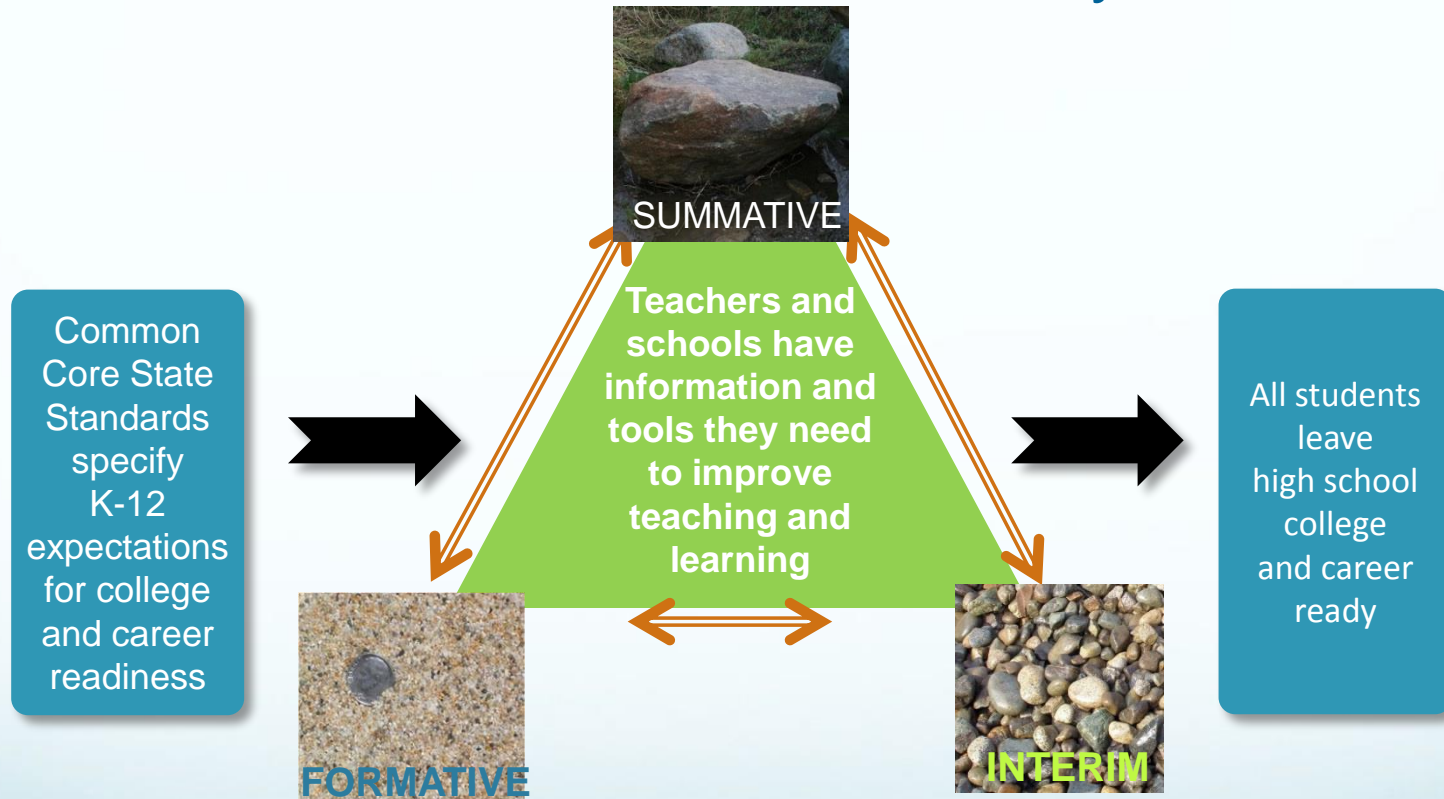 Common
Core State
Standards
specify
K-12
expectations
for college
and career
readiness
SUMMATIVE
Teachers and
schools have
information and
tools they need
to improve
teaching and
learning
FORMATIVE
INTERIM
All students
leave
high school
college
and career
ready